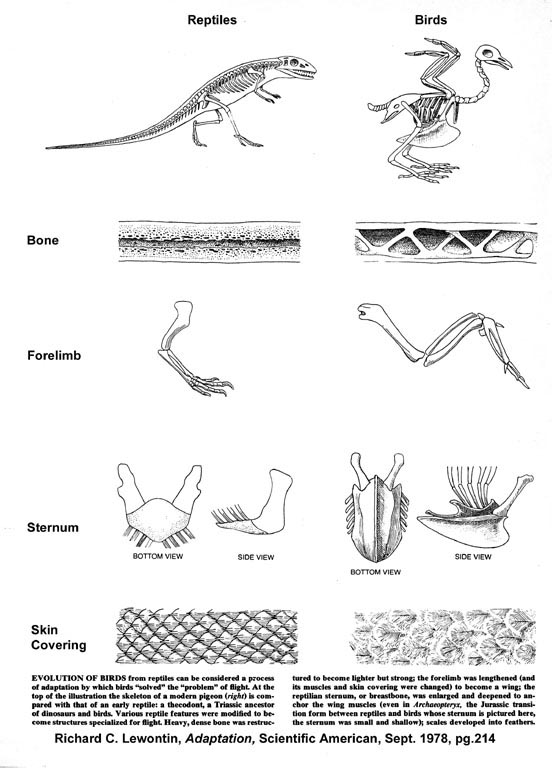 Reptiles
Birds
Bone
Forelimb
Sternum
BOTTOM VIEW
SIDE VIEW
BOTTOM VIEW
SIDE VIEW
Skin
Covering
EVOLUTION OF BIRDS from reptiles can be considered a process
of adaptation by which birds “solved” the “problem” of flight. At the
top of the illustration the skeleton of a modern pigeon (right) is com-
pared with that of an early reptile: a thecodont, a Triassic ancestor
of dinosaurs and birds. Various reptile features were modified to be-
come structures specialized for flight. Heavy, dense bone was restruc-
tured to become lighter but strong; the forelimb was lengthened (and
its muscles and skin covering were changed) to become a wing; the
reptilian sternum, or breastbone, was enlarged and deepened to an-
chor the wing muscles (even in Archaeopteryx, the Jurassic transi-
tion form between reptiles and birds whose sternum is pictured here,
the sternum was small and shallow); scales developed into feathers.
Richard C. Lewontin, Adaptation, Scientific American, Sept. 1978, pg.214